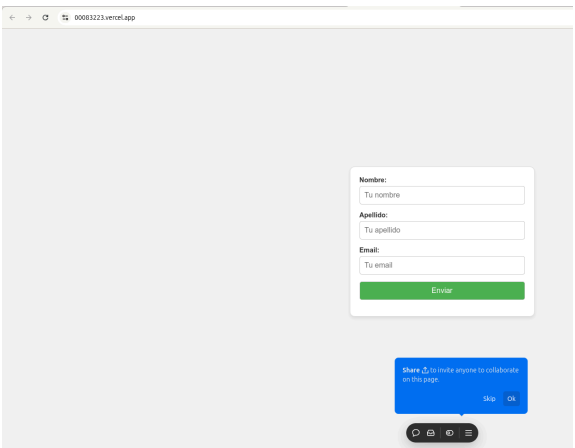 00083223.vercel.app
Nombre:
Tu nombre
Apellido:
Tu apellido
Email:
Tu email
Enviar
Share to invite anyone to collaborate
on this page.
Skip Ok